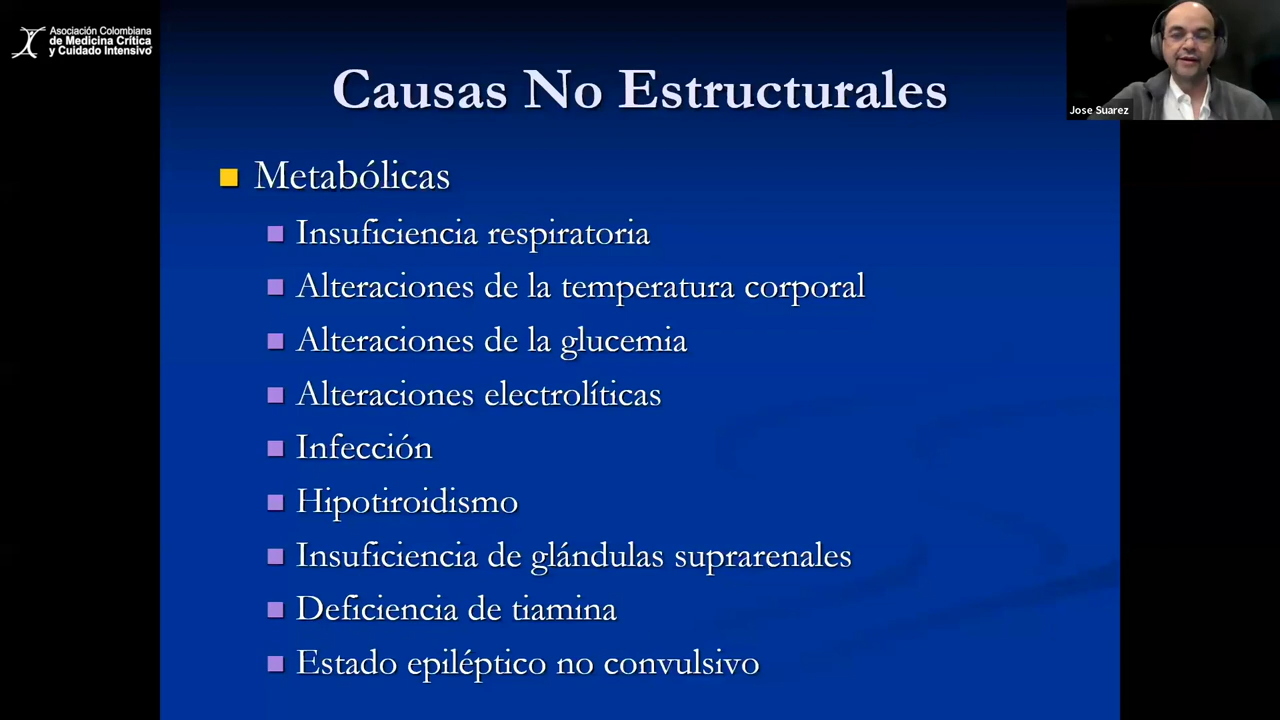 Asociación Colombiana
de Medicina Crítica
y Cuidado Intensivo
Causas No Estructurales
Jose Suarez
Metabólicas
Insuficiencia respiratoria
Alteraciones de la temperatura corporal
Alteraciones de la glucemia
Alteraciones electrolíticas
Infección
Hipotiroidismo
Insuficiencia de glándulas suprarenales
Deficiencia de tiamina
Estado epiléptico no convulsivo